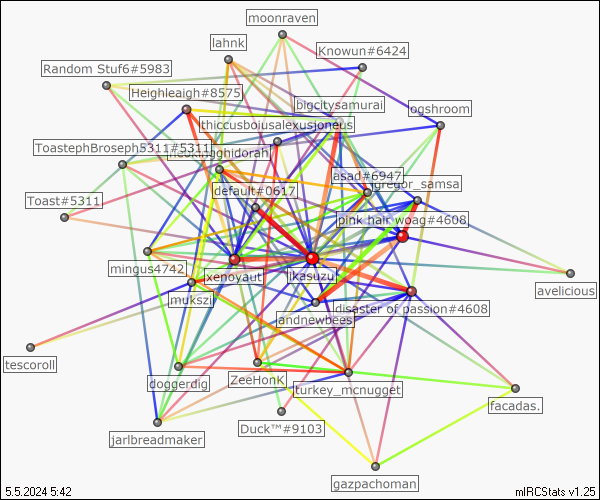 moonraven
lahnk
Knowun#6424
Random Stuf6#5983
Heighleaigh#8575
bigcitysamurai
ogshroom
thiccusboiusalexusjoneus
ToastephBroseph5311#5311
asad#6947
gregor_samsa
default#0617
Toast#5311
pink hair woag#4608
mingus4742
xenoyaut
ikasuzu
avelicious
mukszi
disaster of passion#4608
andnewbees
tescoroll
doggerdig
ZeeHonK
turkey_mcnugget
facadas.
Duck™#9103
jarlbreadmaker
gazpachoman
5.5.2024 5:42
mIRCStats v1.25